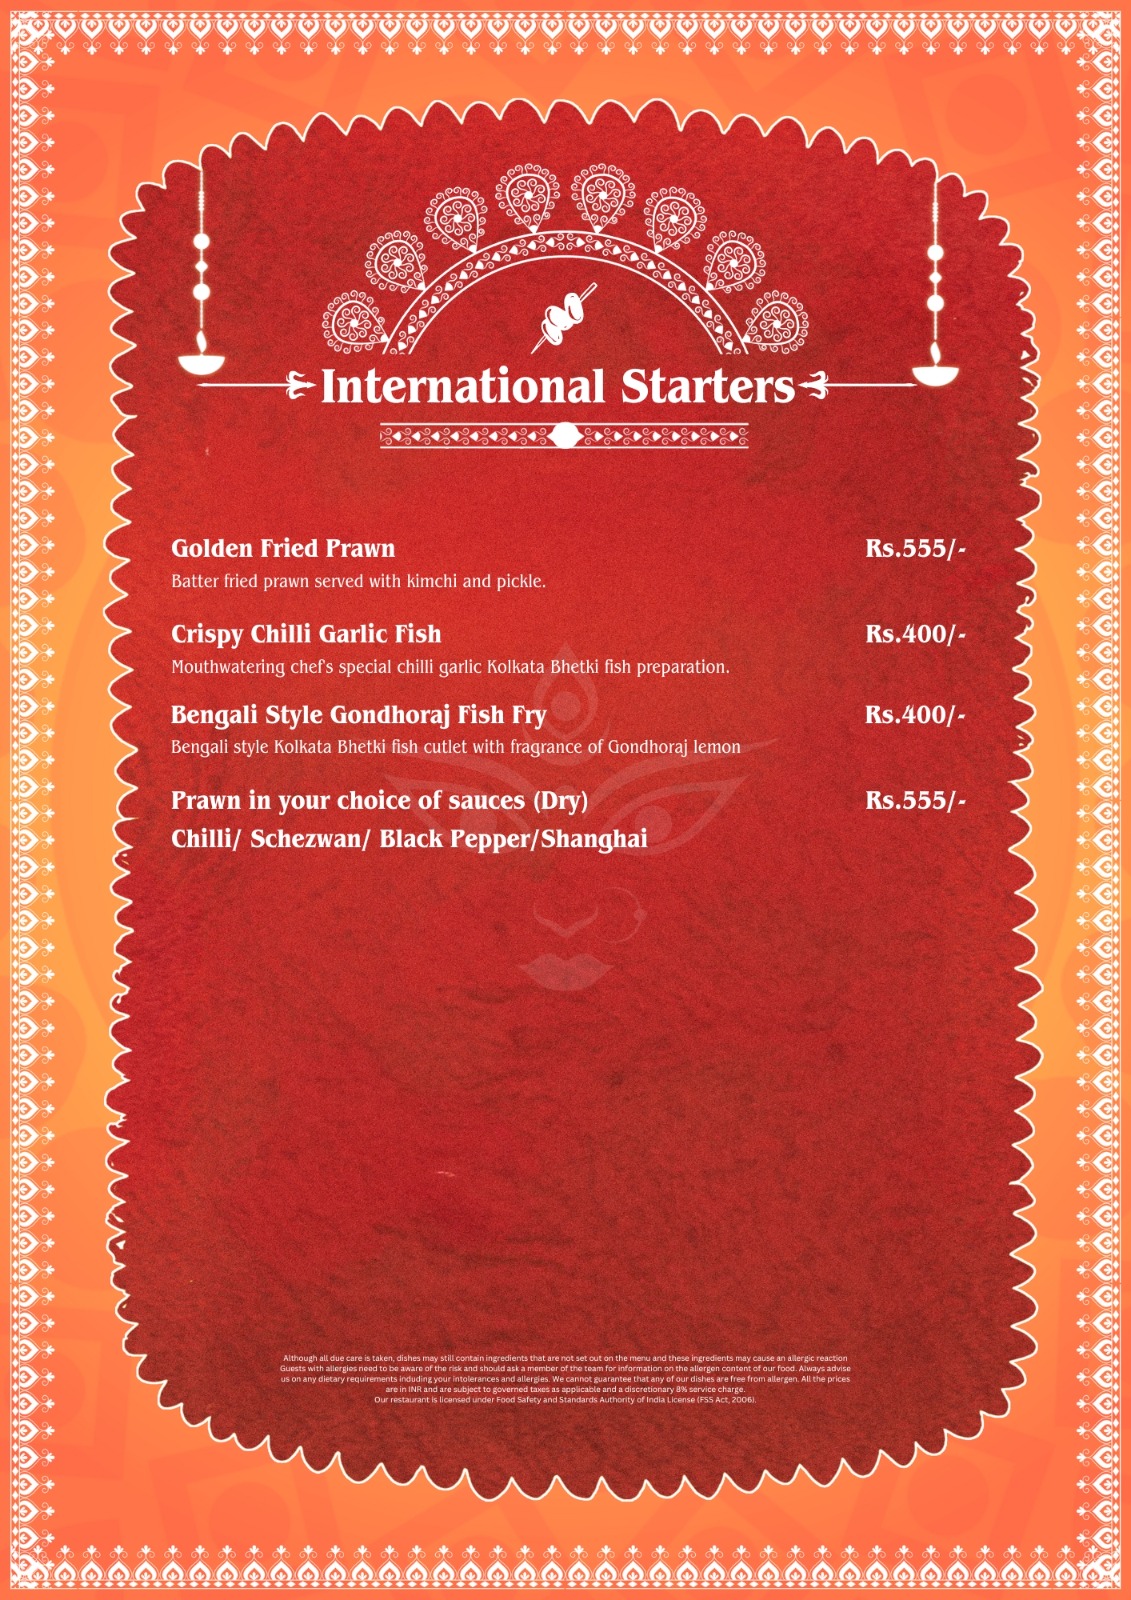 International Starters
Golden Fried Prawn Rs.555/-
Batter fried prawn served with kimchi and pickle.
Crispy Chilli Garlic Fish Rs.400/-
Mouthwatering chef's special chilli garlic Kolkata Bhetki fish preparation.
Bengali Style Gondhoraj Fish Fry Rs.400/-
Bengali style Kolkata Bhetki fish cutlet with fragrance of Gondhoraj lemon
Prawn in your choice of sauces (Dry) Rs.555/-
Chilli/ Schezwan/ Black Pepper/Shanghai
Although all due care is taken, dishes may still contain ingredients that are not set out on the menu and these ingredients may cause an allergic reaction
Guests with allergies need to be aware of the risk and should ask a member of the team for information on the allergen content of our food. Always advise
us on any dietary requirements including your intolerances and allergies. We cannot guarantee that any of our dishes are free from allergen. All the prices
are in INR and are subject to governed taxes as applicable and a discretionary 8% service charge.
Our restaurant is licensed under Food Safety and Standards Authority of India License (FSS Act, 2006).